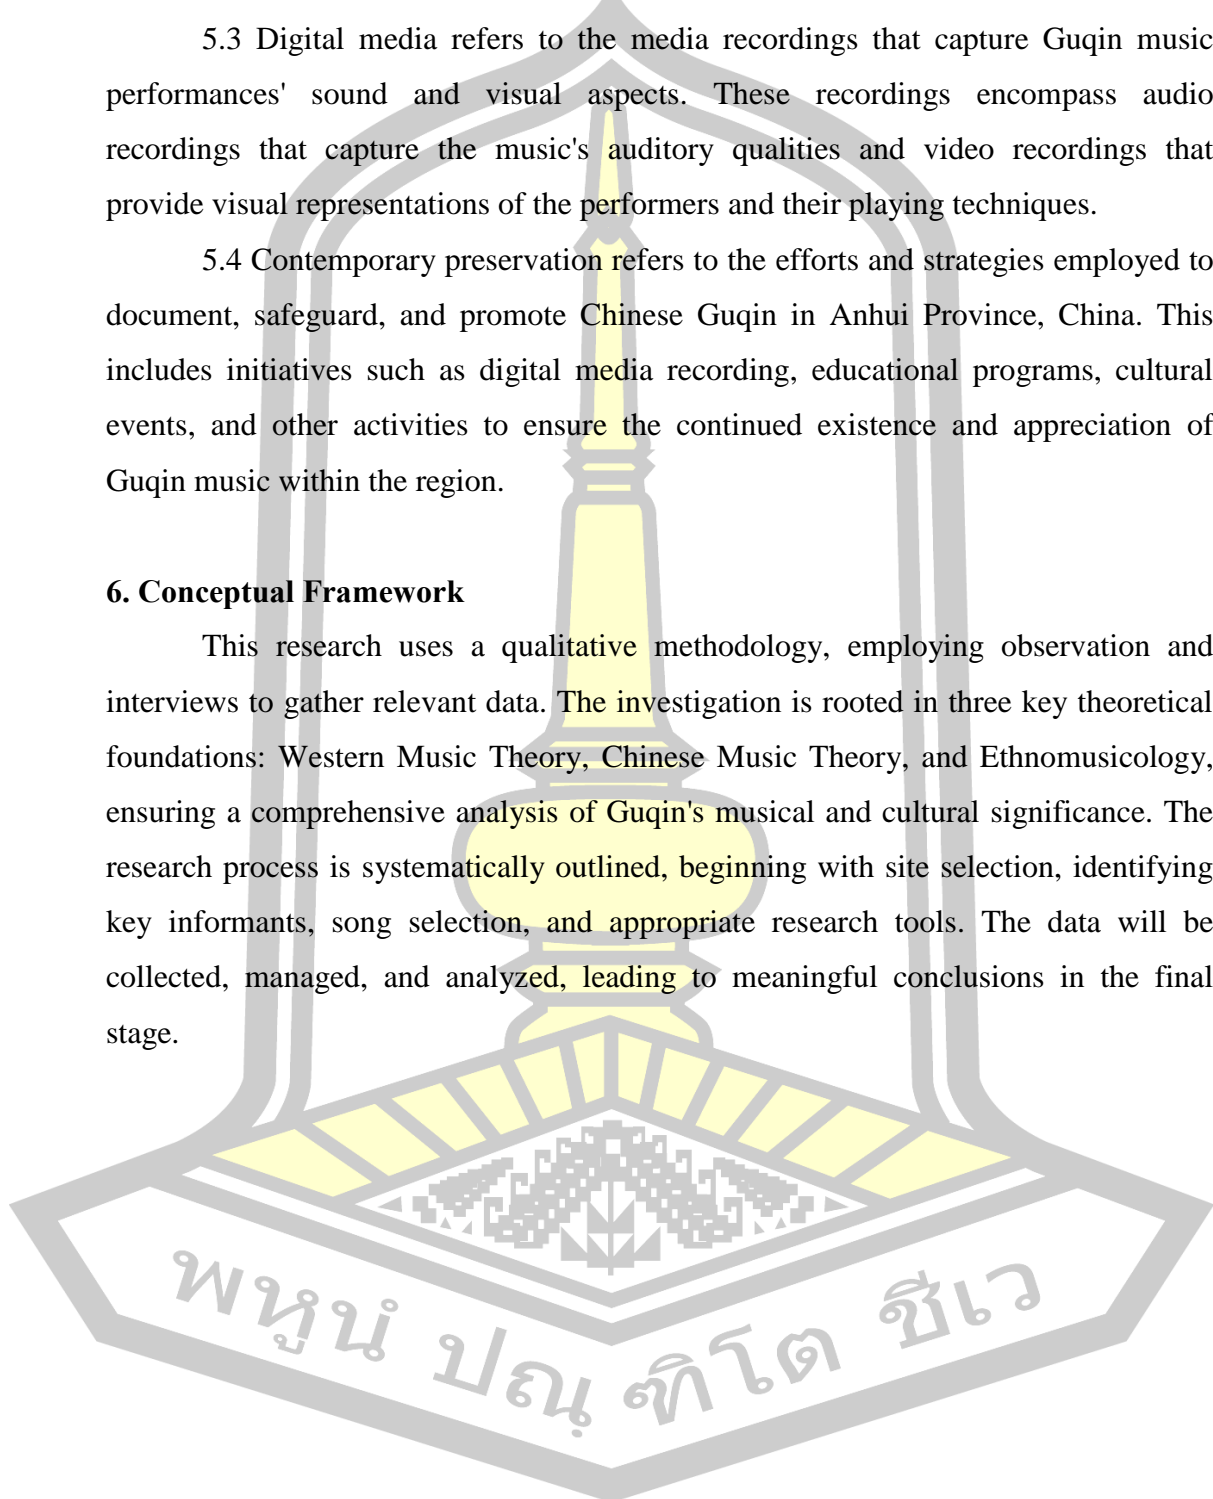 5.3 Digital media refers to the media recordings that capture Guqin music
performances' sound and visual aspects. These recordings encompass audio
recordings that capture the music's auditory qualities and video recordings that
provide visual representations of the performers and their playing techniques.
5.4 Contemporary preservation refers to the efforts and strategies employed to
document, safeguard, and promote Chinese Guqin in Anhui Province, China. This
includes initiatives such as digital media recording, educational programs, cultural
events, and other activities to ensure the continued existence and appreciation of
Guqin music within the region.
6. Conceptual Framework
This research uses a qualitative methodology, employing observation and
interviews to gather relevant data. The investigation is rooted in three key theoretical
foundations: Western Music Theory, Chinese Music Theory, and Ethnomusicology,
ensuring a comprehensive analysis of Guqin's musical and cultural significance. The
research process is systematically outlined, beginning with site selection, identifying
key informants, song selection, and appropriate research tools. The data will be
collected, managed, and analyzed, leading to meaningful conclusions in the final
stage.
พหูนํ ปณฺฑิโต ชีเว